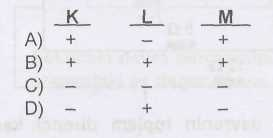 K L M
A) + – +
B) + + +
C) – – –
D) – + –